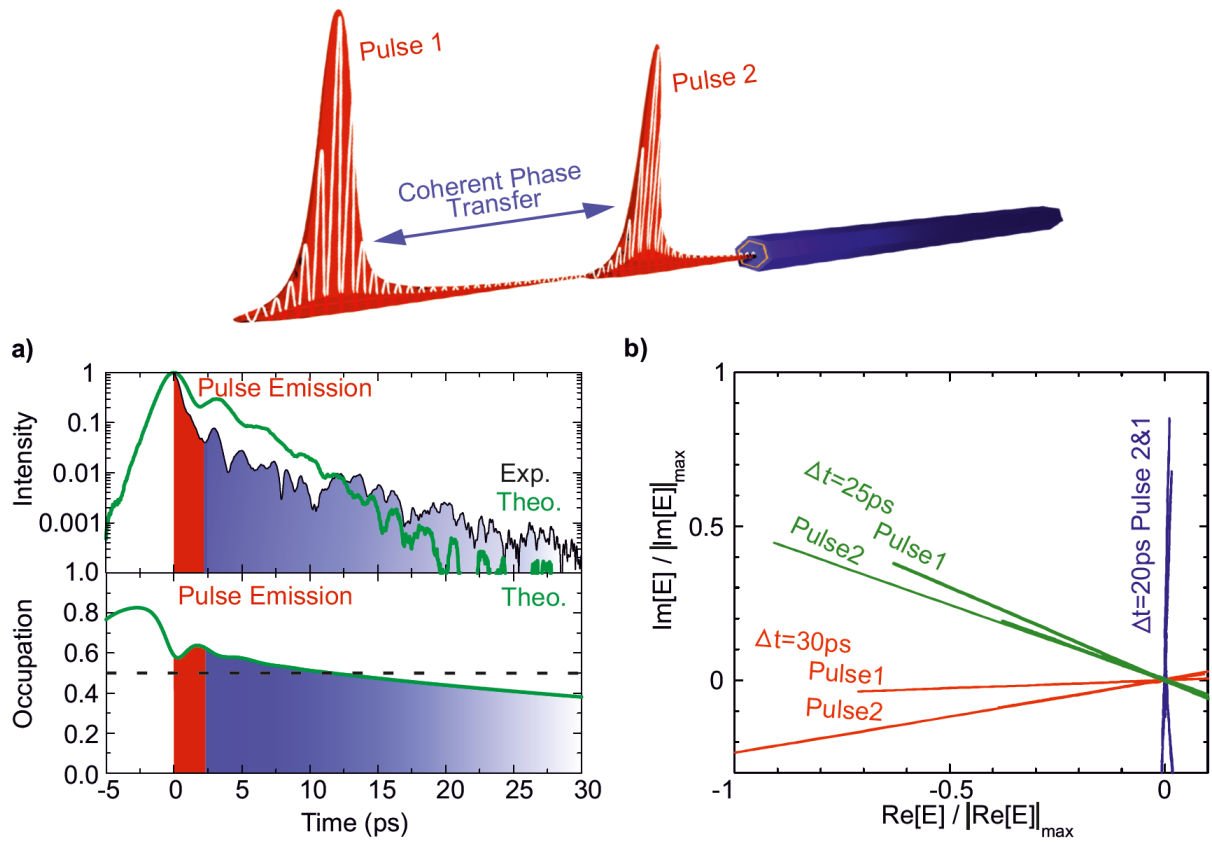 Pulse 1
Pulse 2
Coherent Phase
Transfer
a)
Intensity
1
0.1
0.01
0.001
Pulse Emission
Exp.
Theo.
Occupation
1.0
0.8
0.6
0.4
0.2
0.0
Pulse Emission
Theo.
-5
0
5
10
15
20
25
30
Time (ps)
b)
Im[E] / |Im[E]|max
1
0.5
0
Δt=25ps
Pulse1
Pulse2
Δt=30ps
Pulse1
Pulse2
Δt=20ps Pulse 2&1
-1
-0.5
0
Re[E] / |Re[E]|max